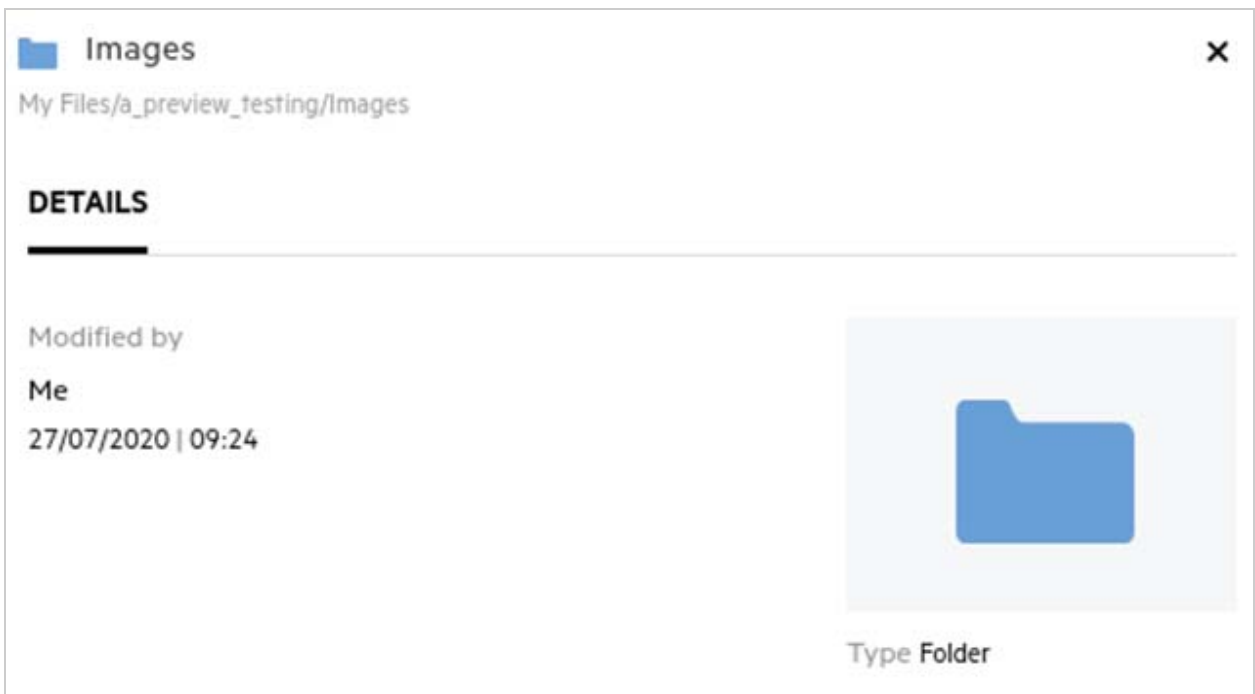 Images
My Files/a_preview_testing/Images
DETAILS
Modified by
Me
27/07/2020 | 09:24
Type Folder